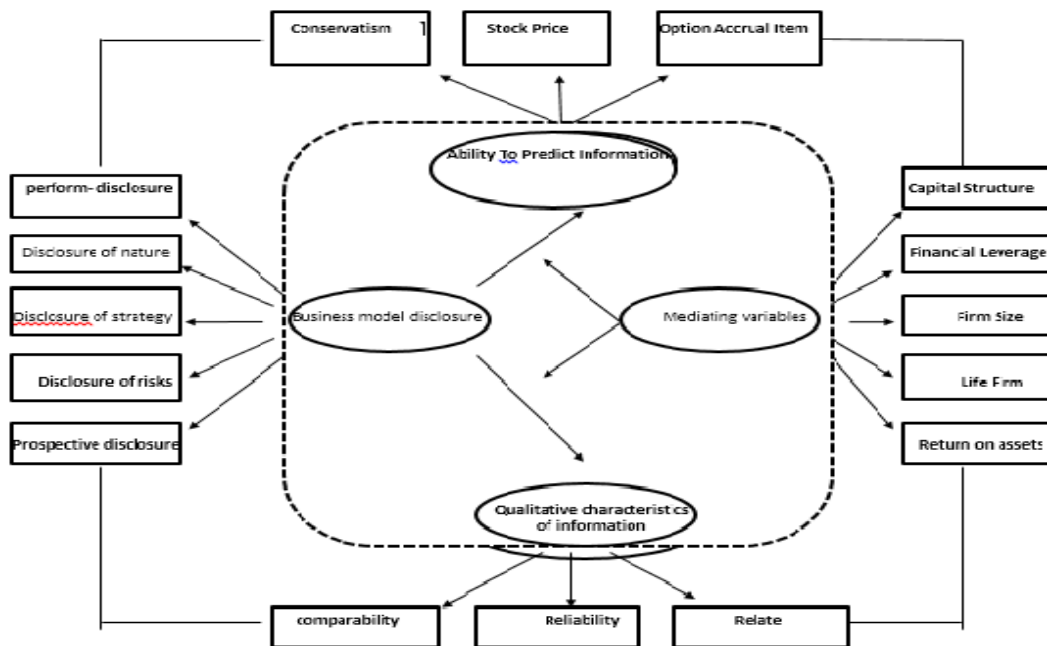 Conservatism 1
Stock Price
Option Accrual Item
Ability To Predict Information
perform- disclosure
Capital Structure
Disclosure of nature
Financial Leverage
Business model disclosure
Mediating variables
Disclosure of strategy
Firm Size
Disclosure of risks
Life Firm
Prospective disclosure
Return on assets
Qualitative characteristics
of information
comparability
Reliability
Relate